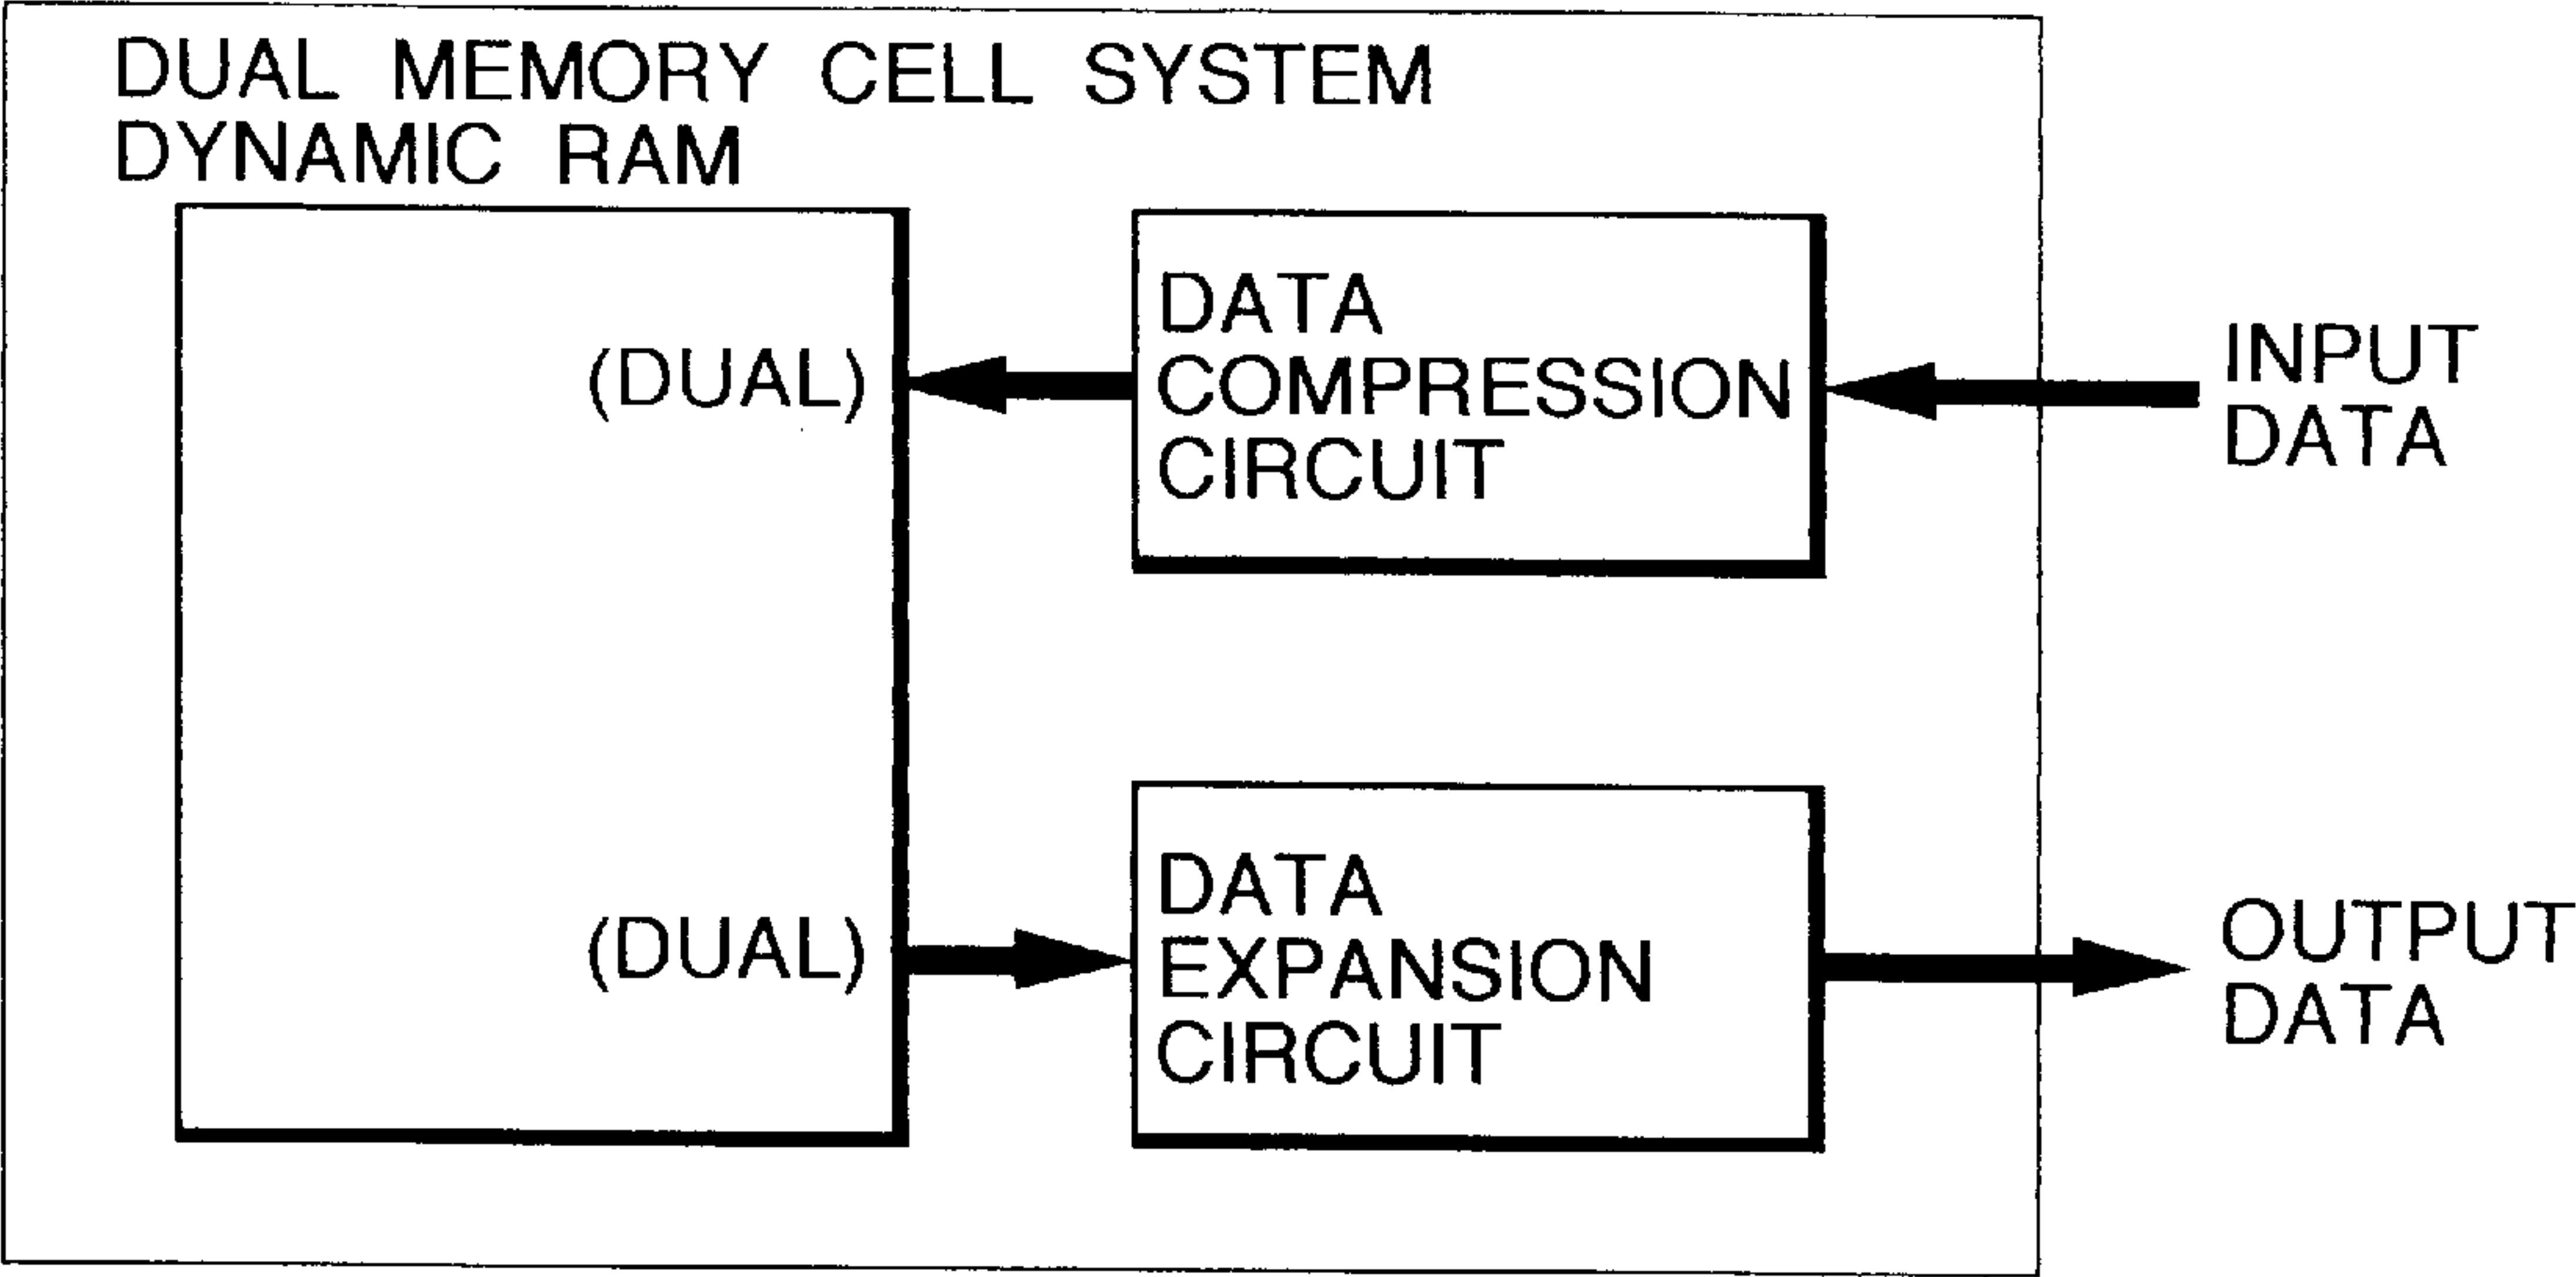 DUAL MEMORY CELL SYSTEM
DYNAMIC RAM
(DUAL)
DATA
COMPRESSION
CIRCUIT
INPUT
DATA
(DUAL)
DATA
EXPANSION
CIRCUIT
OUTPUT
DATA